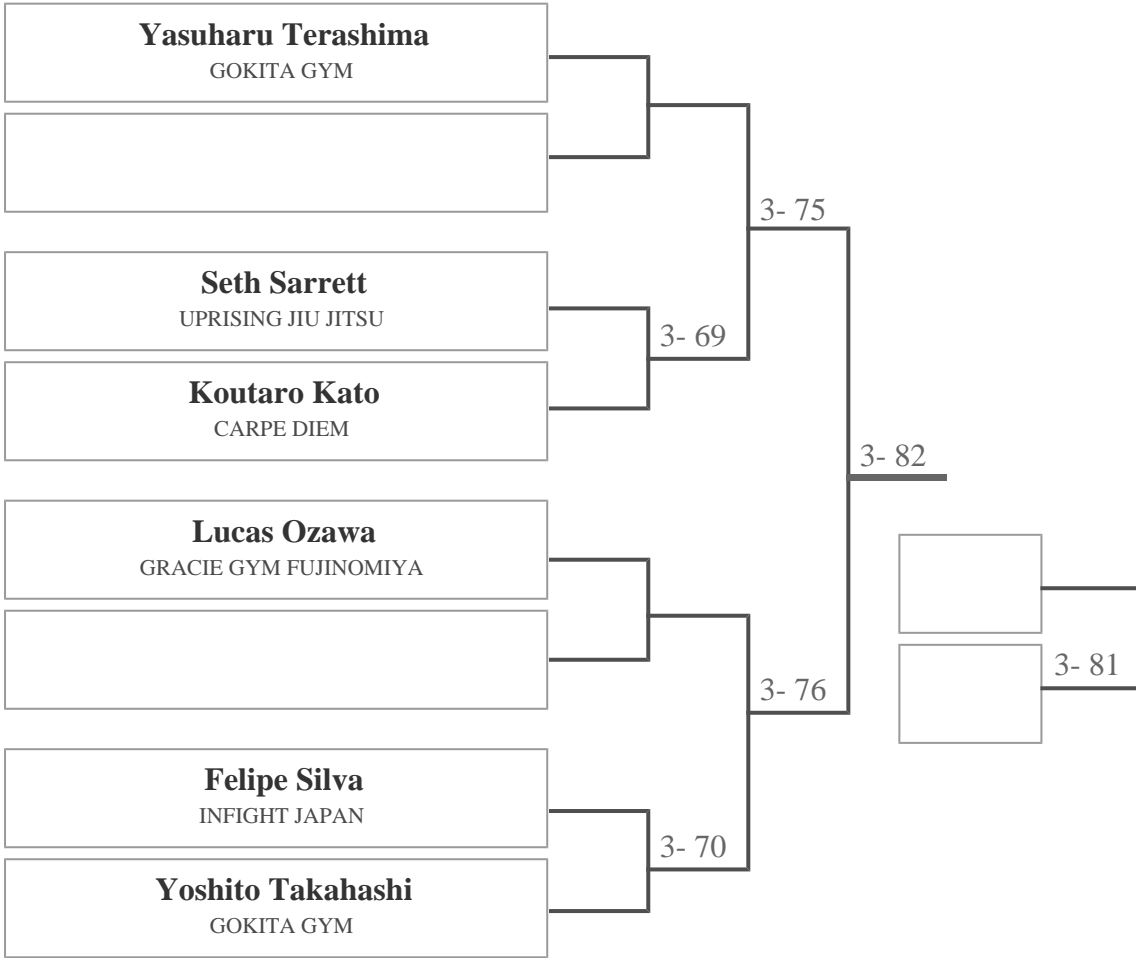 Yasuharu Terashima
GOKITA GYM
3- 75
Seth Sarrett
UPRISING JIU JITSU
3- 69
Koutaro Kato
CARPE DIEM
3- 82
Lucas Ozawa
GRACIE GYM FUJINOMIYA
3- 81
3- 76
Felipe Silva
INFIGHT JAPAN
3- 70
Yoshito Takahashi
GOKITA GYM